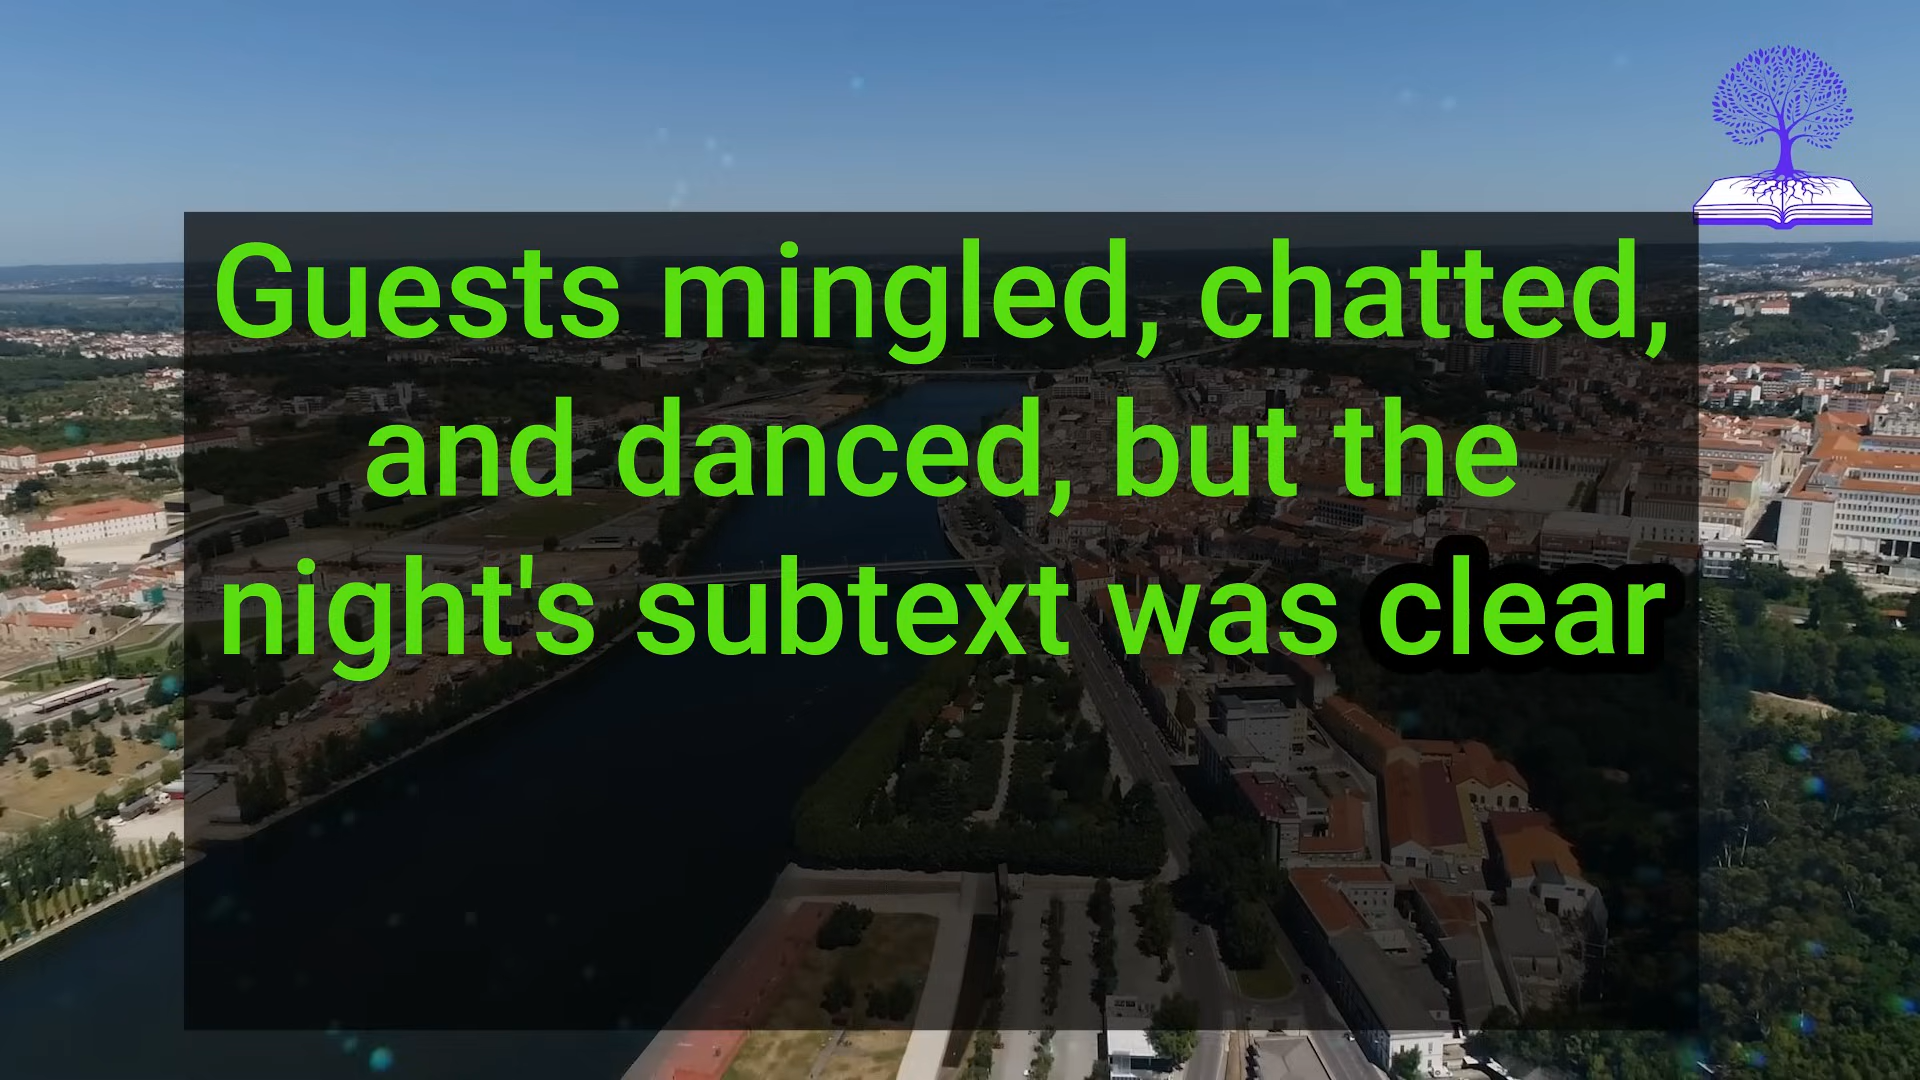 Guests mingled, chatted,
and danced, but the
night's subtext was clear